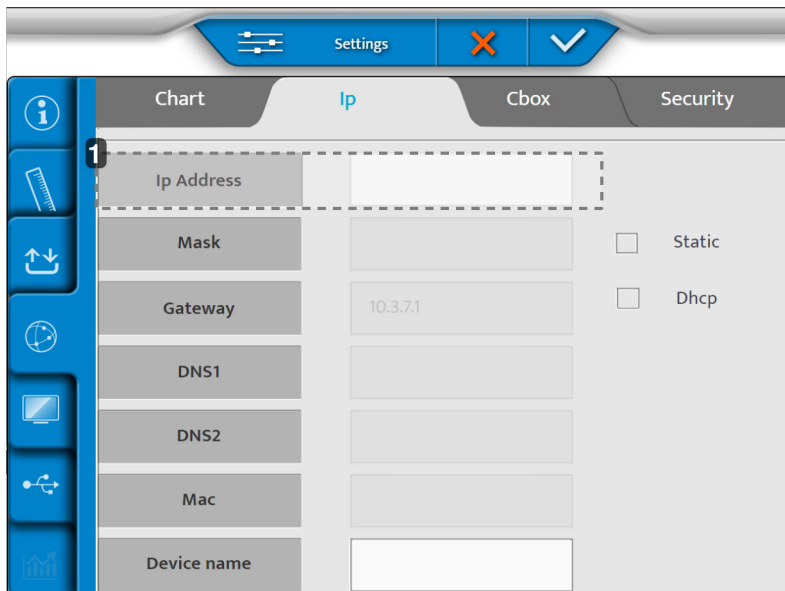 Settings
Chart Ip Cbox Security
1
Ip Address
Mask Static
Gateway 10.3.7.1 Dhcp
DNS1
DNS2
Mac
Device name